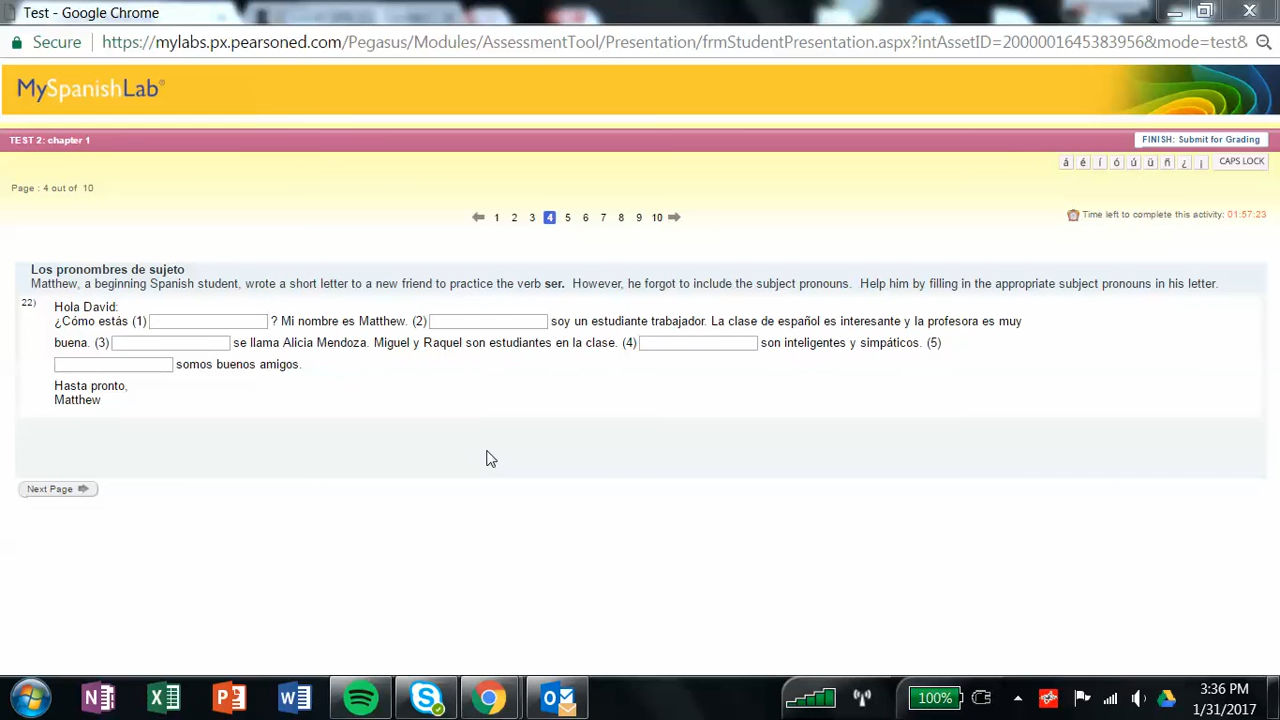 Test - Google Chrome
Secure https://mylabs.px.pearsoned.com/Pegasus/Modules/AssessmentTool/Presentation/frmStudentPresentation.aspx?intAssetID=2000001645383956&mode=test&
MySpanishLab®
TEST 2: chapter 1
FINISH: Submit for Grading
á é í ó ú ü ñ ¿ ¡ CAPS LOCK
Page : 4 out of 10
1 2 3 4 5 6 7 8 9 10
Time left to complete this activity: 01:57:23
Los pronombres de sujeto
Matthew, a beginning Spanish student, wrote a short letter to a new friend to practice the verb ser. However, he forgot to include the subject pronouns. Help him by filling in the appropriate subject pronouns in his letter.
22)
Hola David:
¿Cómo estás (1) ? Mi nombre es Matthew. (2) soy un estudiante trabajador. La clase de español es interesante y la profesora es muy
buena. (3) se llama Alicia Mendoza. Miguel y Raquel son estudiantes en la clase. (4) son inteligentes y simpáticos. (5)
somos buenos amigos.
Hasta pronto,
Matthew
Next Page
100%
3:36 PM
1/31/2017